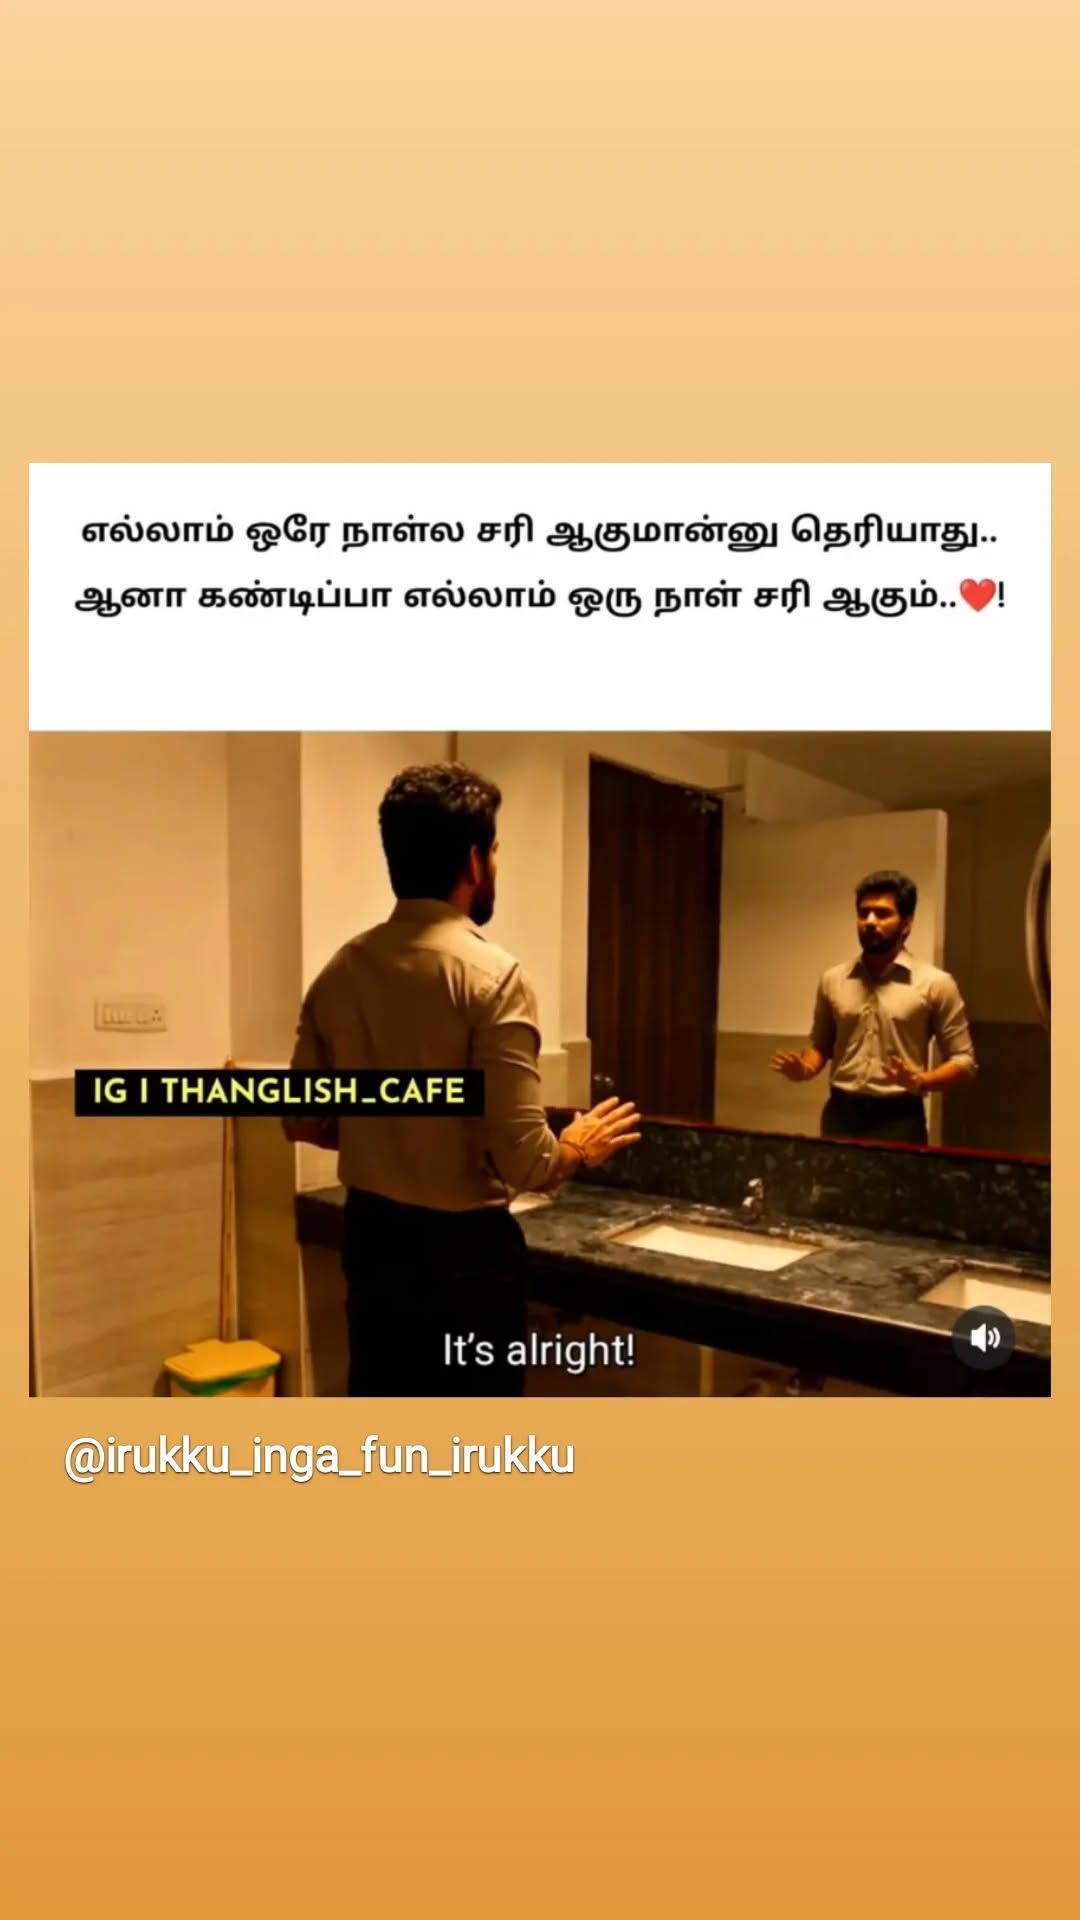 எல்லாம் ஒரே நாள்ல சரி ஆகுமான்னு தெரியாது..
ஆனா கண்டிப்பா எல்லாம் ஒரு நாள் சரி ஆகும்..❤️!
IG I THANGLISH_CAFE
It’s alright!
@irukku_inga_fun_irukku